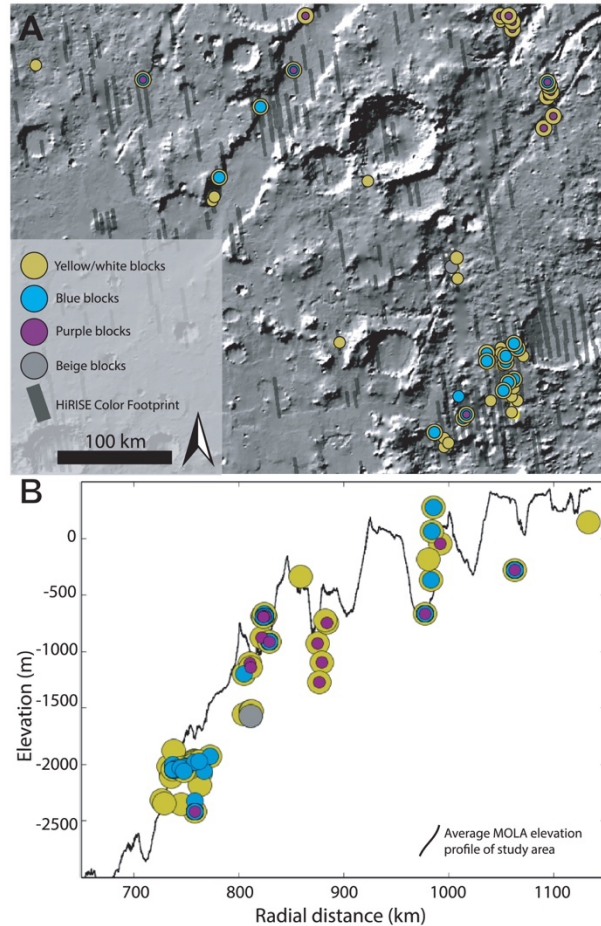 A
Yellow/white blocks
Blue blocks
Purple blocks
Beige blocks
HiRISE Color Footprint
100 km
B
0
-500
-1000
-1500
-2000
-2500
Elevation (m)
Average MOLA elevation
profile of study area
700
800
900
1000
1100
Radial distance (km)